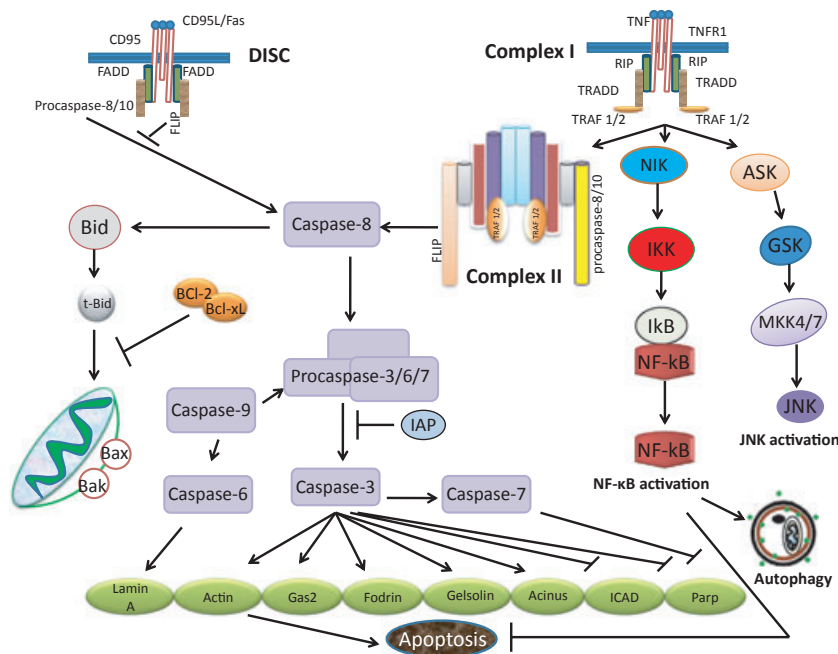 CD95L/Fas
CD95
DISC
FADD
FADD
Procaspase-8/10
FLIP
TNF
TNFR1
Complex I
RIP
RIP
TRADD
TRADD
TRAF 1/2
TRAF 1/2
NIK
ASK
Bid
Caspase-8
FLIP
TRAF 1/2
TRAF 1/2
procaspase-8/10
Complex II
IKK
GSK
t-Bid
BCl-2
Bcl-xL
IkB
NF-kB
MKK4/7
Procaspase-3/6/7
Caspase-9
IAP
JNK
JNK activation
Bax
Bak
NF-kB
NF-κB activation
Caspase-6
Caspase-3
Caspase-7
Autophagy
Lamin
A
Actin
Gas2
Fodrin
Gelsolin
Acinus
ICAD
Parp
Apoptosis